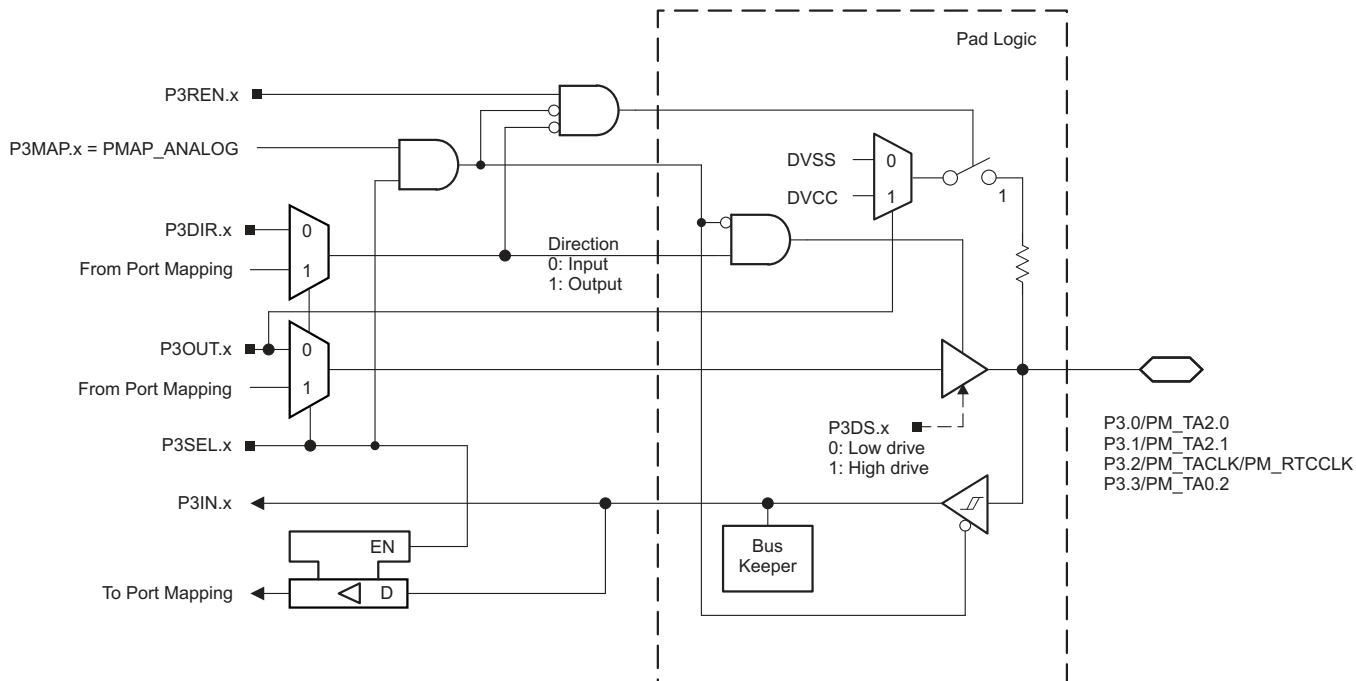 Pad Logic
P3REN.x
P3MAP.x = PMAP_ANALOG
DVSS
0
DVCC
1
1
P3DIR.x
0
Direction
0: Input
1: Output
From Port Mapping
1
P3OUT.x
0
From Port Mapping
1
P3SEL.x
P3DS.x
0: Low drive
1: High drive
P3.0/PM_TA2.0
P3.1/PM_TA2.1
P3.2/PM_TACLK/PM_RTCCLK
P3.3/PM_TA0.2
P3IN.x
EN
Bus
Keeper
To Port Mapping
D